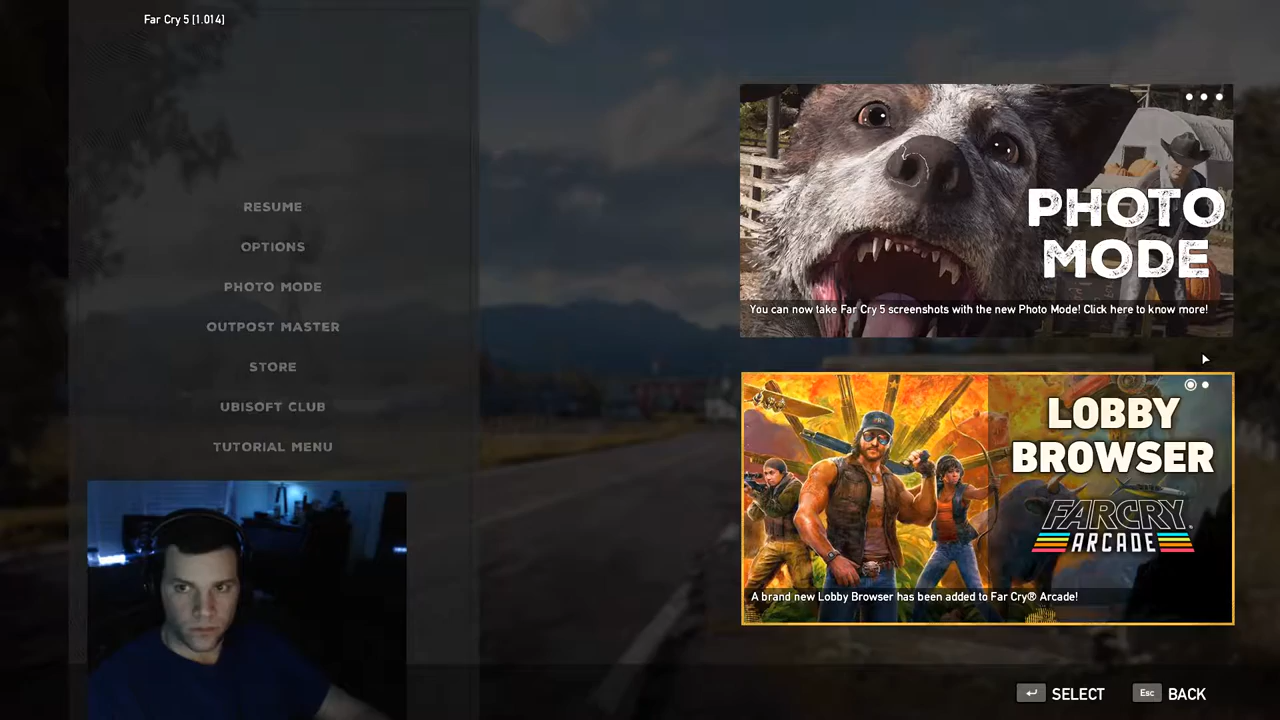 Far Cry 5 [1.014]
RESUME
OPTIONS
PHOTO MODE
OUTPOST MASTER
STORE
UBISOFT CLUB
TUTORIAL MENU
PHOTO
MODE
You can now take Far Cry 5 screenshots with the new Photo Mode! Click here to know more!
LOBBY
BROWSER
FARCRY®
ARCADE
A brand new Lobby Browser has been added to Far Cry® Arcade!
SELECT
Esc BACK